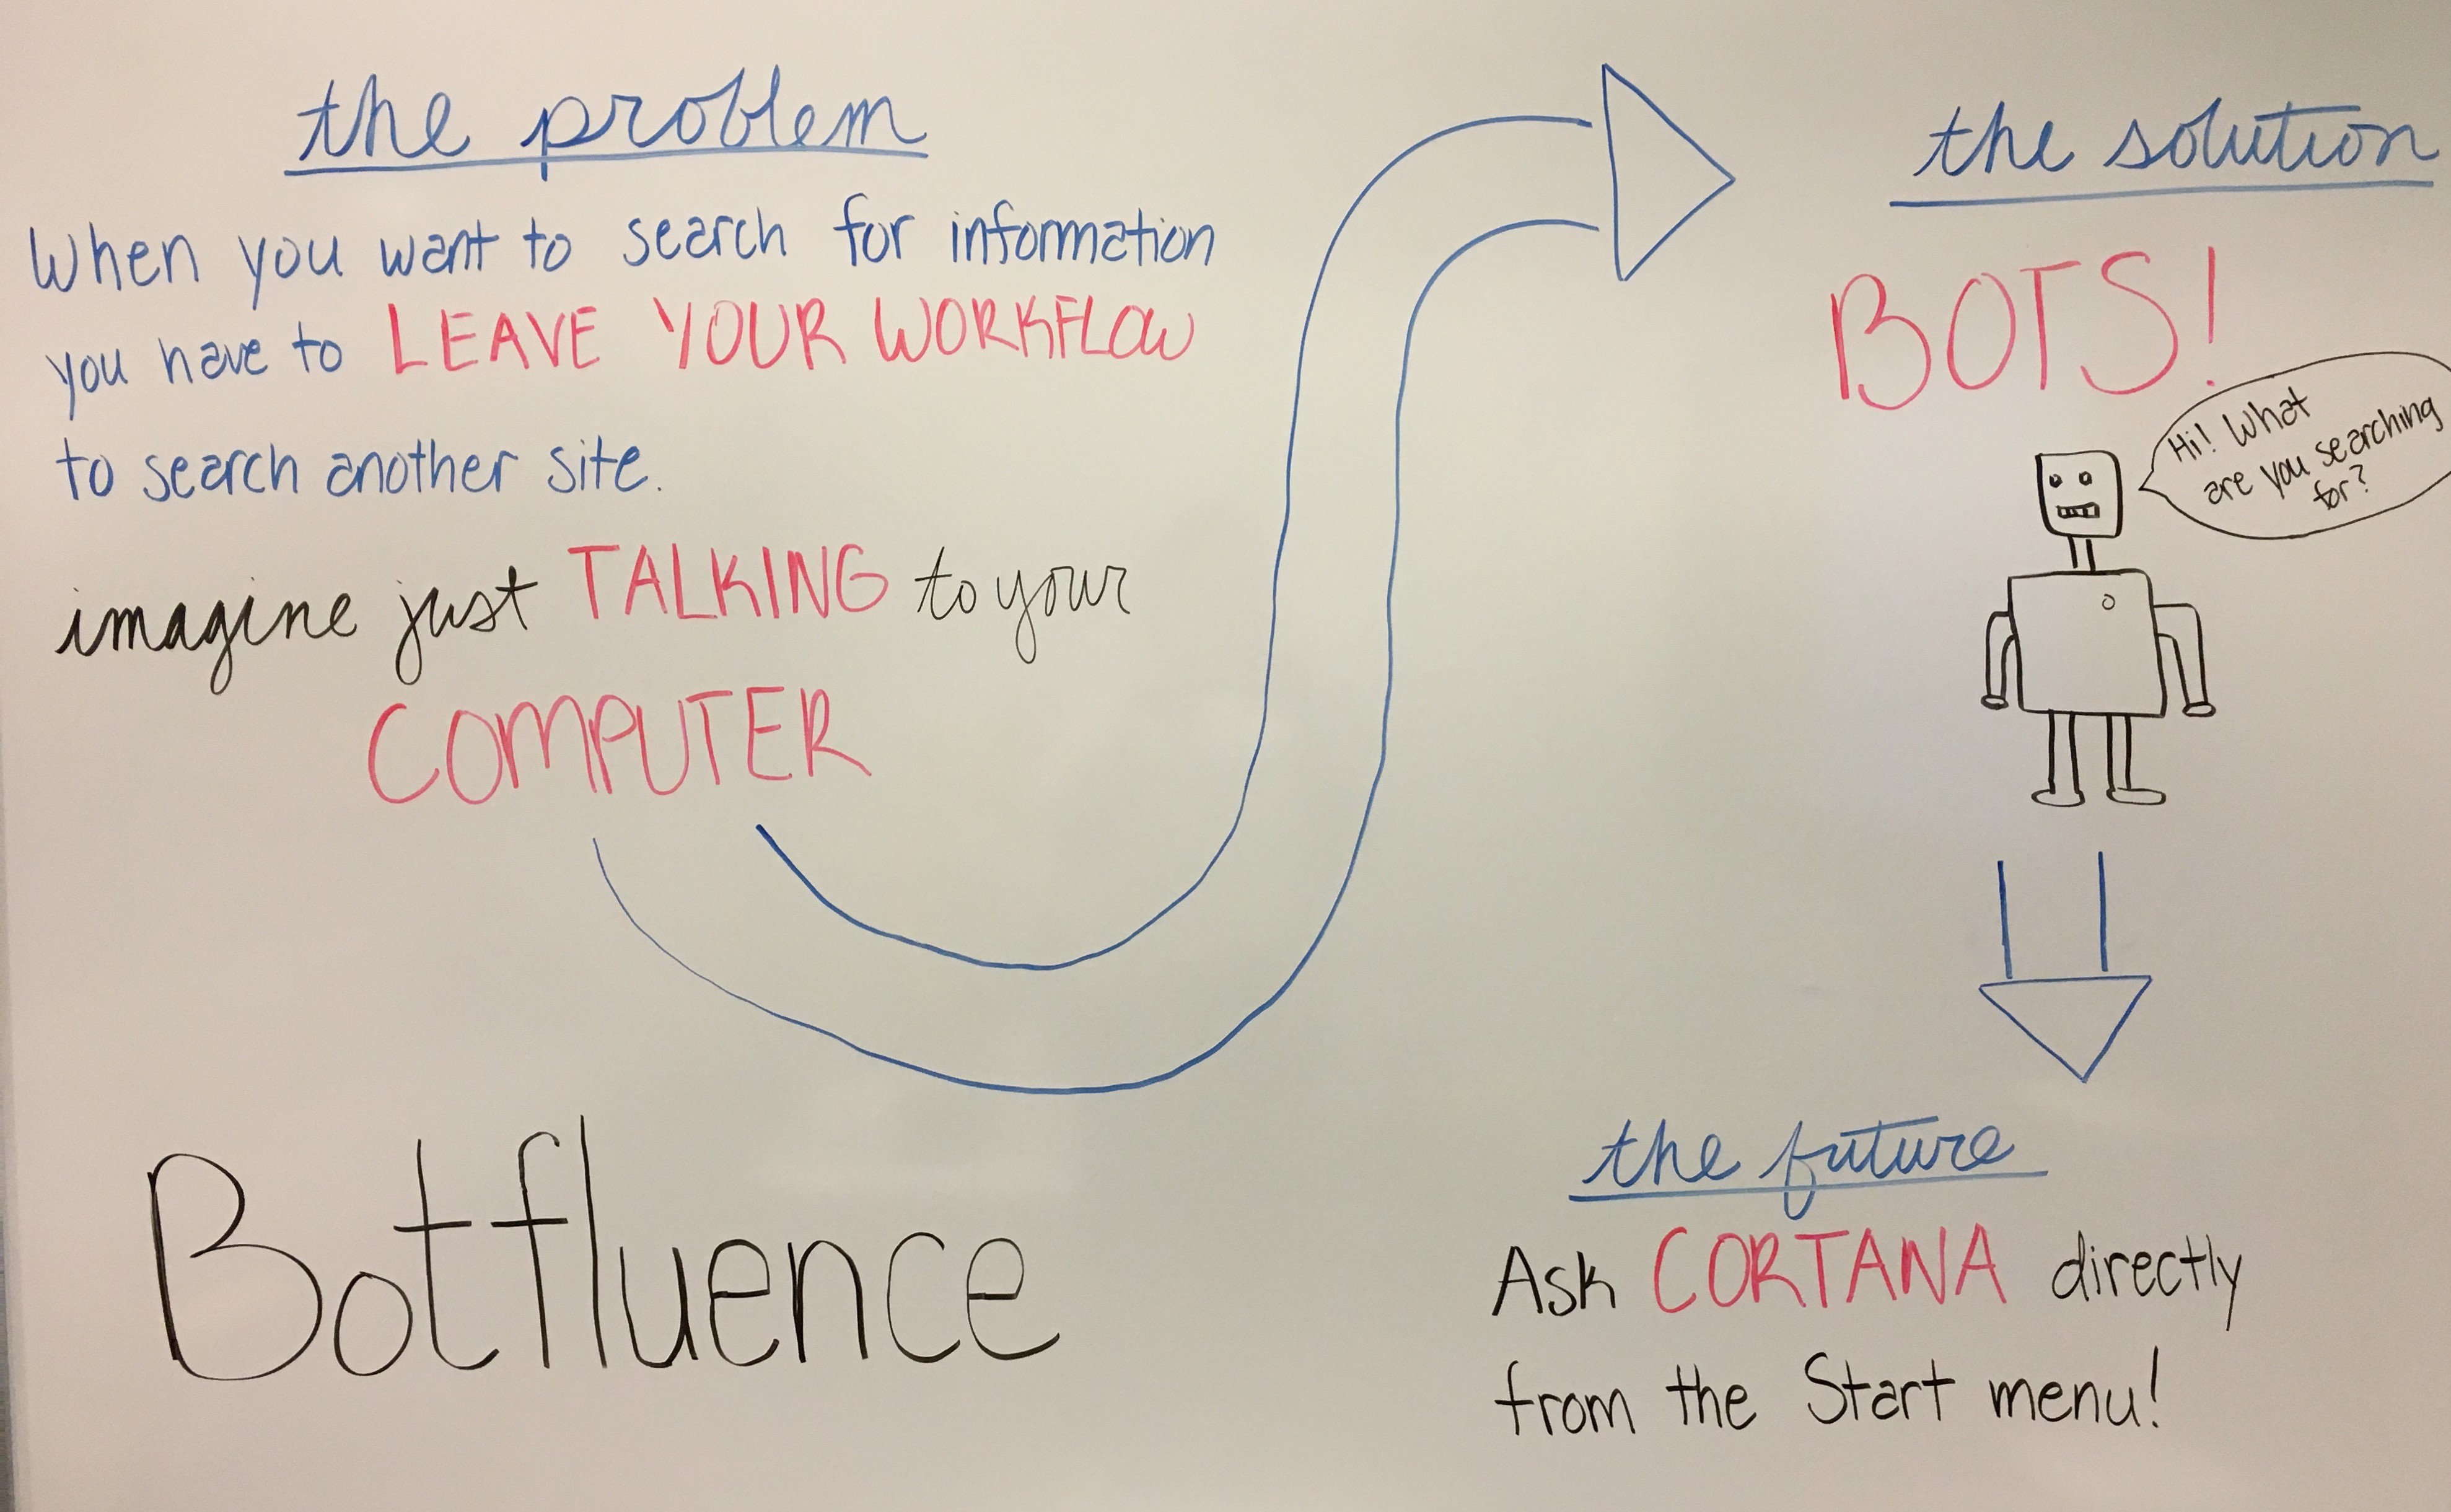 the problem
When you want to search for information
you have to LEAVE YOUR WORKFLOW
to search another site.
imagine just TALKING to your
COMPUTER
the solution
BOTS!
Hi! What
are you searching
for?
the future
Ask CORTANA directly
from the Start menu!
Botfluence